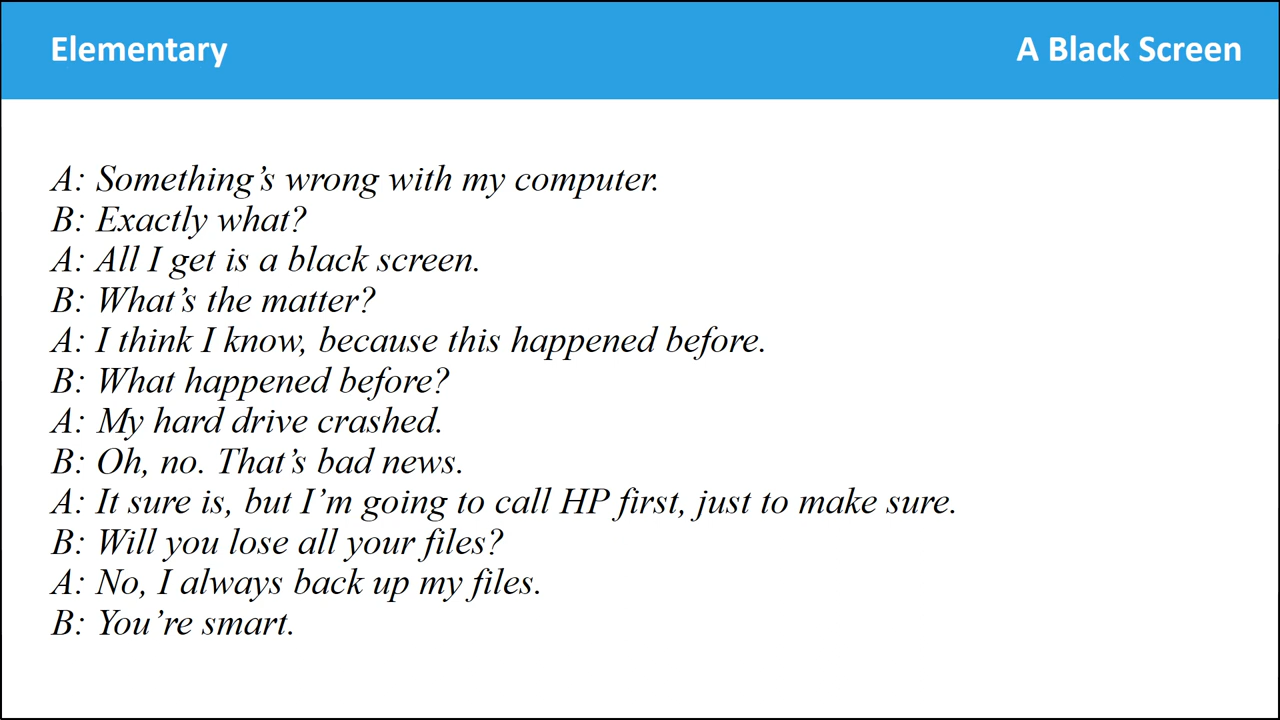 Elementary
A Black Screen
A: Something’s wrong with my computer.
B: Exactly what?
A: All I get is a black screen.
B: What’s the matter?
A: I think I know, because this happened before.
B: What happened before?
A: My hard drive crashed.
B: Oh, no. That’s bad news.
A: It sure is, but I’m going to call HP first, just to make sure.
B: Will you lose all your files?
A: No, I always back up my files.
B: You’re smart.